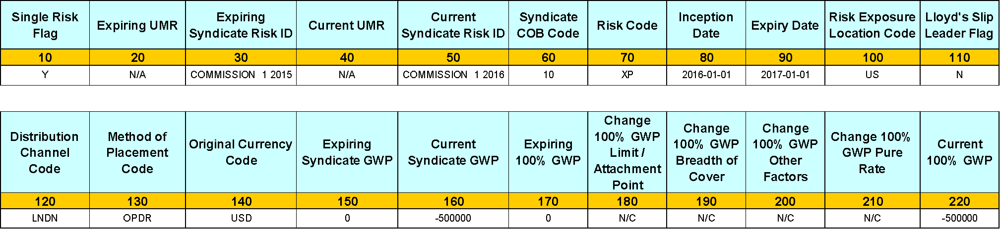 Single Risk Flag Expiring UMR Expiring Syndicate Risk ID Current UMR Current Syndicate Risk ID Syndicate COB Code Risk Code Inception Date Expiry Date Risk Exposure Location Code Lloyd's Slip Leader Flag
10 20 30 40 50 60 70 80 90 100 110
Y N/A COMMISSION 1 2015 N/A COMMISSION 1 2016 10 XP 2016-01-01 2017-01-01 US N
Distribution Channel Code Method of Placement Code Original Currency Code Expiring Syndicate GWP Current Syndicate GWP Expiring 100% GWP Change 100% GWP Limit / Attachment Point Change 100% GWP Breadth of Cover Change 100% GWP Other Factors Change 100% GWP Pure Rate Current 100% GWP
120 130 140 150 160 170 180 190 200 210 220
LNDN OPDR USD 0 -500000 0 N/C N/C N/C N/C -500000